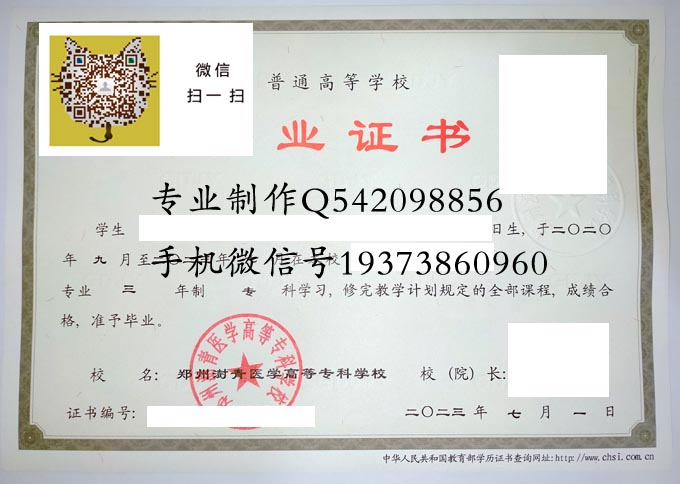 微信
扫一扫
普通高等学校
业证书
专业制作Q542098856
学生 日生，于二〇二〇
手机微信号19373860960
年九月至二〇二 年 在 校
专业 三 年制 专 科学习，修完教学计划规定的全部课程，成绩合
格，准予毕业。
校 名：郑州澍青医学高等专科学校 校（院）长：
证书编号： 二〇二三年 七月 一日
中华人民共和国教育部学历证书查询网址:http://www.chsi.com.cn